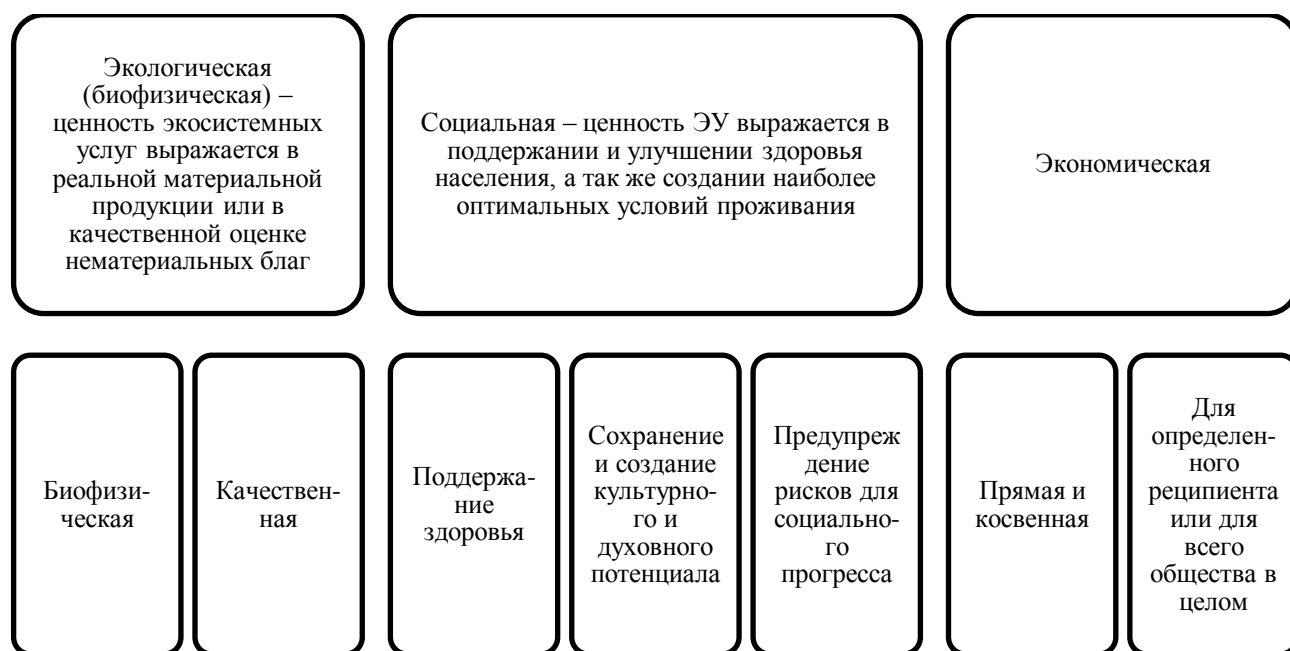 Экологическая
(биофизическая) –
ценность экосистемных
услуг выражается в
реальной материальной
продукции или в
качественной оценке
нематериальных благ
Социальная – ценность ЭУ выражается в
поддержании и улучшении здоровья
населения, а так же создании наиболее
оптимальных условий проживания
Экономическая
Биофизи-
ческая
Качествен-
ная
Поддержа-
ние
здоровья
Сохранение
и создание
культурно-
го и
духовного
потенциала
Предупреж
дение
рисков для
социально-
го
прогресса
Прямая и
косвенная
Для
определен-
ного
реципиента
или для
всего
общества в
целом